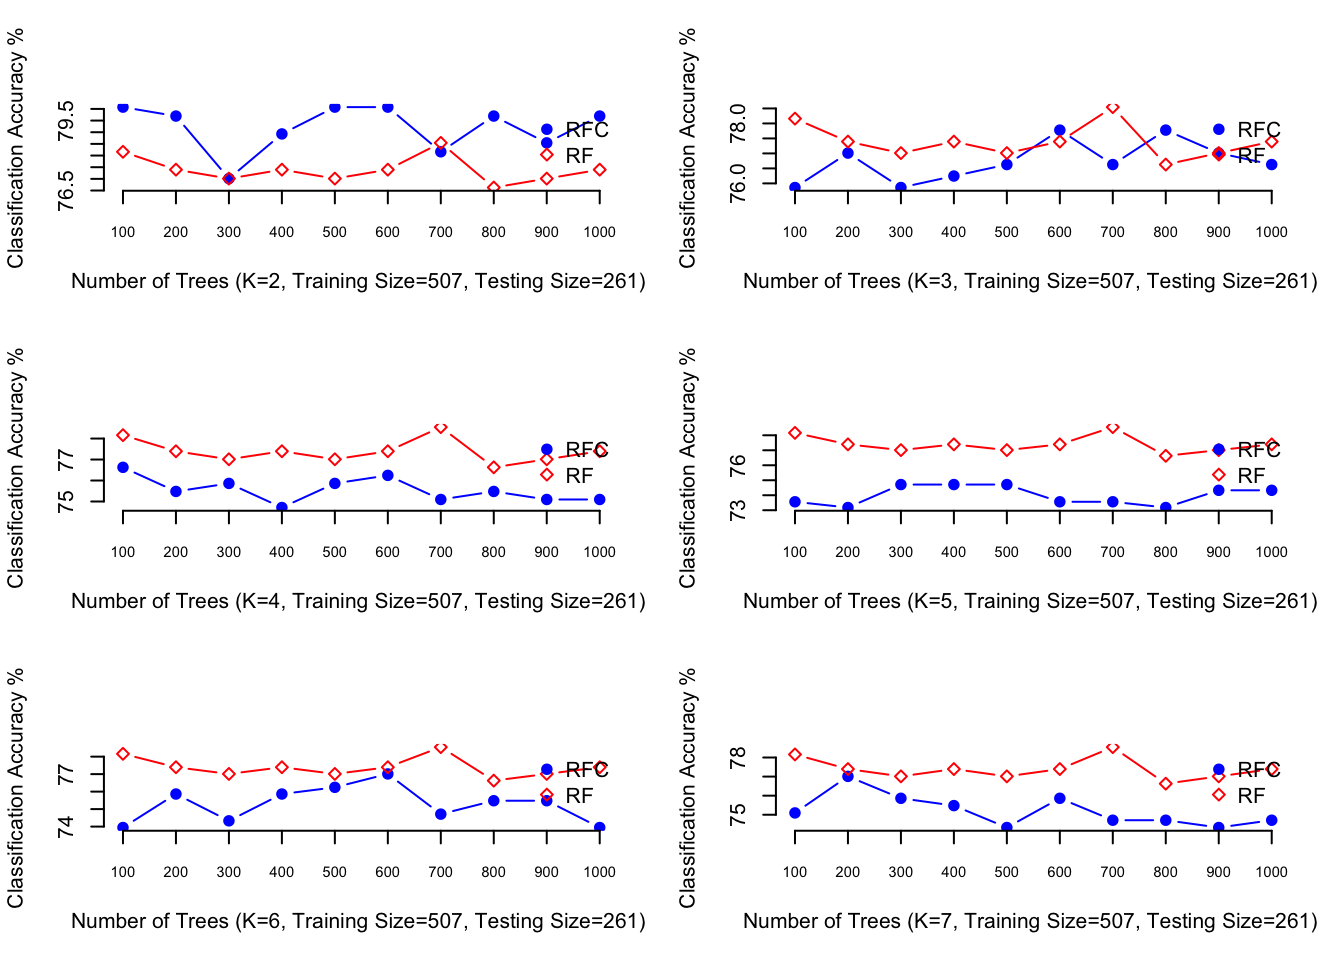 Classification Accuracy %
79.5
76.5
RFC
RF
100 200 300 400 500 600 700 800 900 1000
Number of Trees (K=2, Training Size=507, Testing Size=261)
Classification Accuracy %
78.0
76.0
RFC
RF
100 200 300 400 500 600 700 800 900 1000
Number of Trees (K=3, Training Size=507, Testing Size=261)
Classification Accuracy %
77
75
RFC
RF
100 200 300 400 500 600 700 800 900 1000
Number of Trees (K=4, Training Size=507, Testing Size=261)
Classification Accuracy %
76
73
RFC
RF
100 200 300 400 500 600 700 800 900 1000
Number of Trees (K=5, Training Size=507, Testing Size=261)
Classification Accuracy %
77
74
RFC
RF
100 200 300 400 500 600 700 800 900 1000
Number of Trees (K=6, Training Size=507, Testing Size=261)
Classification Accuracy %
78
75
RFC
RF
100 200 300 400 500 600 700 800 900 1000
Number of Trees (K=7, Training Size=507, Testing Size=261)